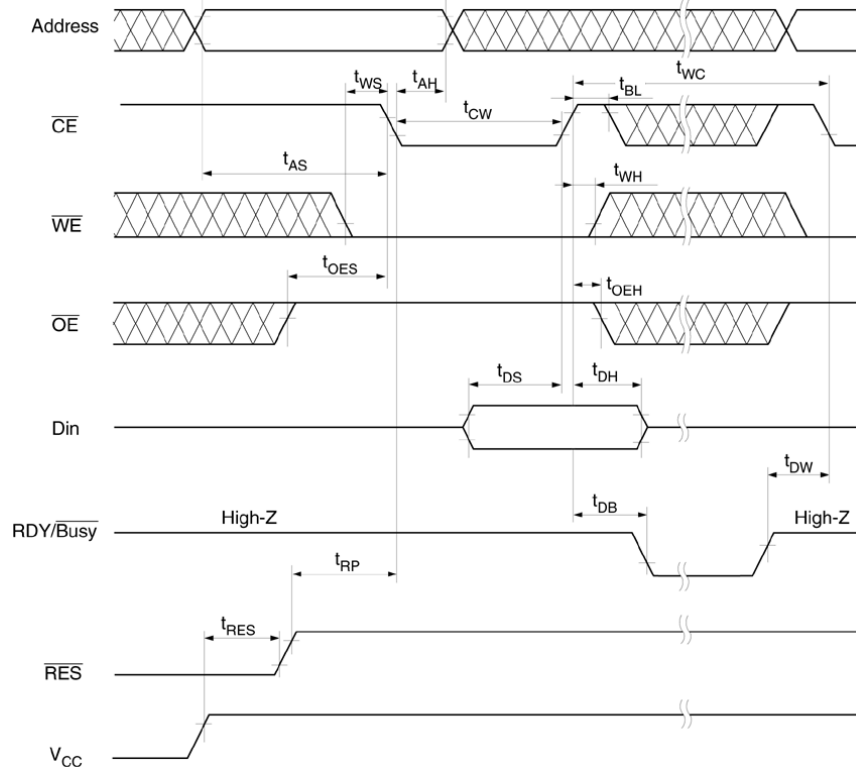 Address
tWC
tWS
tAH
tBL
CE
tCW
tAS
tWH
WE
tOES
tOEH
OE
tDS
tDH
Din
tDW
tDB
RDY/Busy
High-Z
High-Z
tRP
tRES
RES
VCC